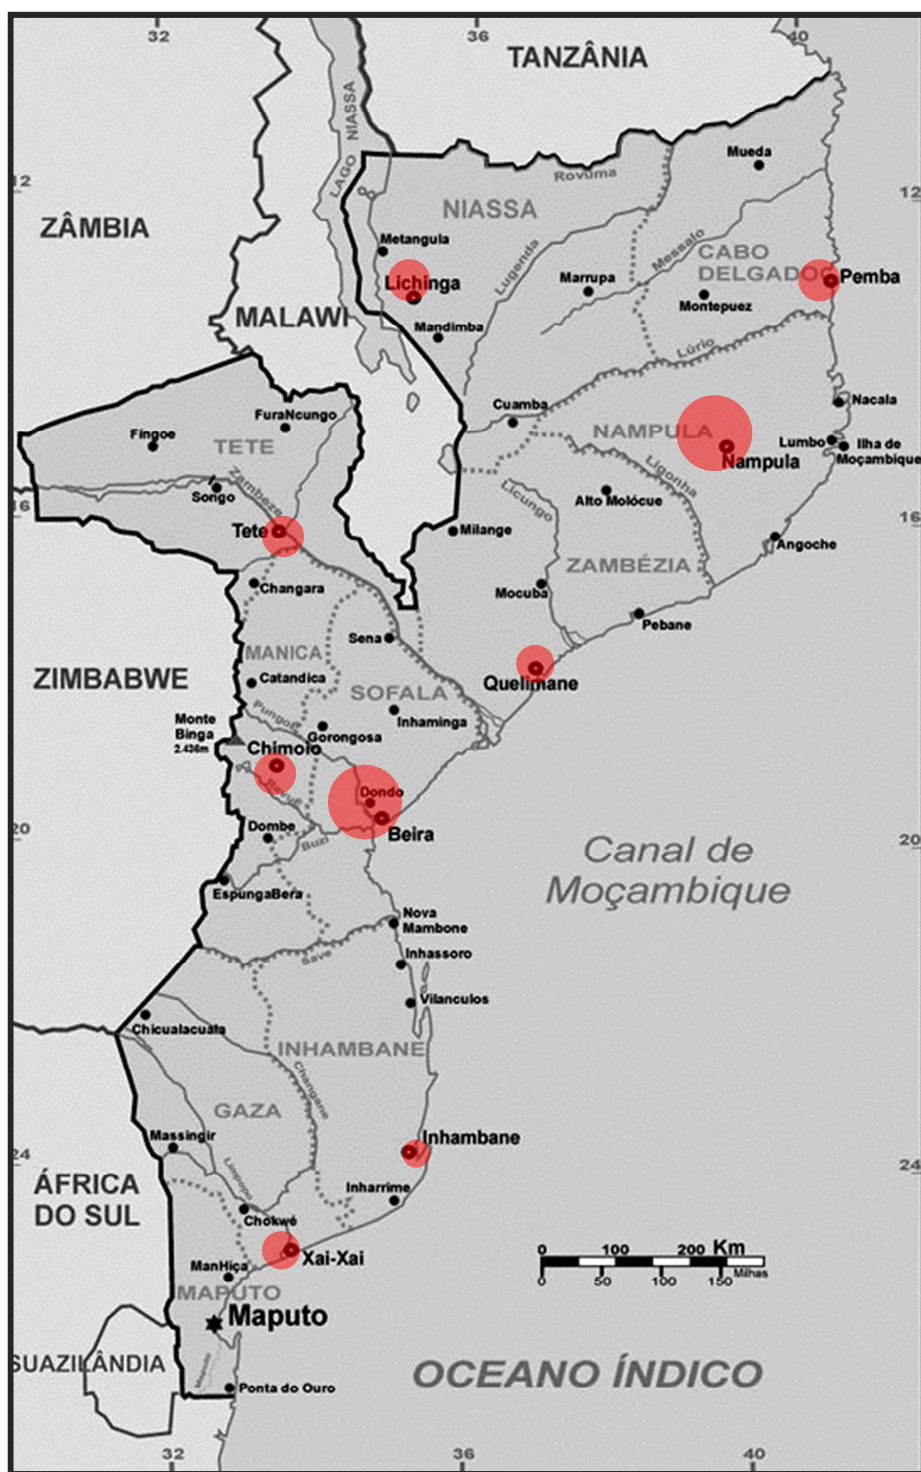 32
36
40
TANZÂNIA
LAGO NIASSA
Mueda
Rovuma
12
12
NIASSA
ZÂMBIA
Metangula
Lugenda
Messalo
CABO
DELGADO
Pemba
Lichinga
Marrupa
Montepuez
MALAWI
Mandimba
Lúrio
Nacala
Cuamba
FuraNcungo
Fingoe
TETE
NAMPULA
Lumbo
Ilha de
Moçambique
Nampula
Ligonha
Zambeze
Songo
Licungo
Alto Molócue
16
16
Tete
Milange
Angoche
ZAMBÉZIA
Changara
Mocuba
Pebane
Sena
MANICA
ZIMBABWE
Catandica
SOFALA
Quelimane
Inhaminga
Pungoe
Monte
Binga
2.436m
Gorongosa
Chimoio
Revuè
Dondo
Beira
Dombe
Buzi
20
20
Canal de
Moçambique
EspungaBera
Nova
Mambone
Save
Inhassoro
Vilanculos
Chicualacuala
INHAMBANE
Changane
GAZA
Massingir
Inhambane
24
24
Limpopo
ÁFRICA
DO SUL
Inharrime
Chokwé
Xai-Xai
0 100 200 Km
0 50 100 150 Milhas
ManHiça
MAPUTO
Maputo
SUAZILÂNDIA
Ponta do Ouro
OCEANO ÍNDICO
32
36
40